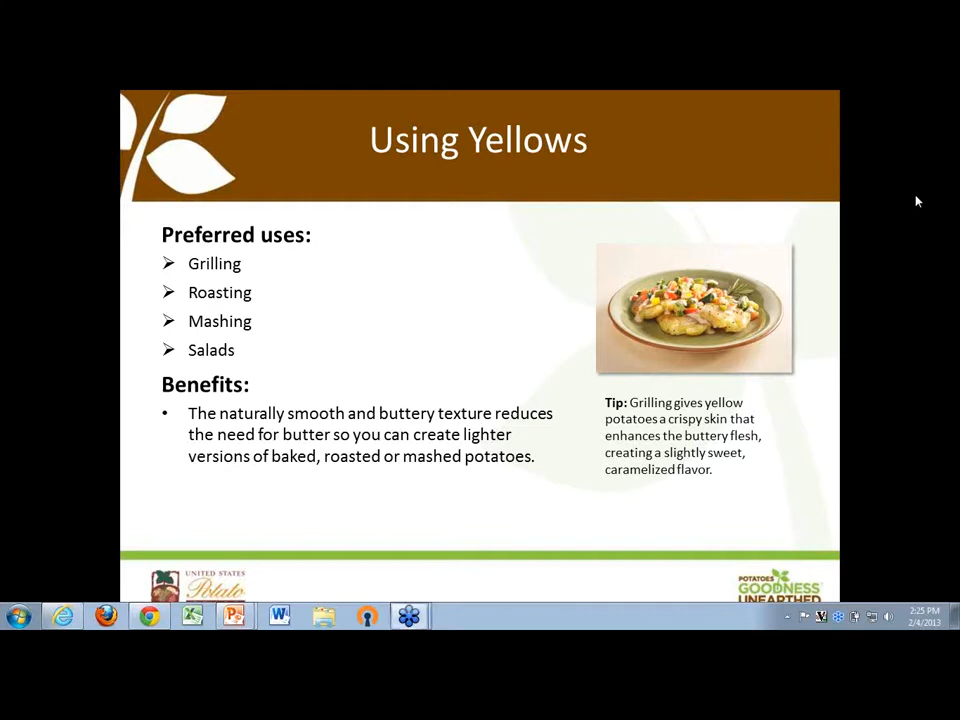 Using Yellows
Preferred uses:
Grilling
Roasting
Mashing
Salads
Benefits:
• The naturally smooth and buttery texture reduces
the need for butter so you can create lighter
versions of baked, roasted or mashed potatoes.
Tip: Grilling gives yellow
potatoes a crispy skin that
enhances the buttery flesh,
creating a slightly sweet,
caramelized flavor.
UNITED STATES
Potato
POTATOES
GOODNESS
UNEARTHED
2:25 PM
2/4/2013